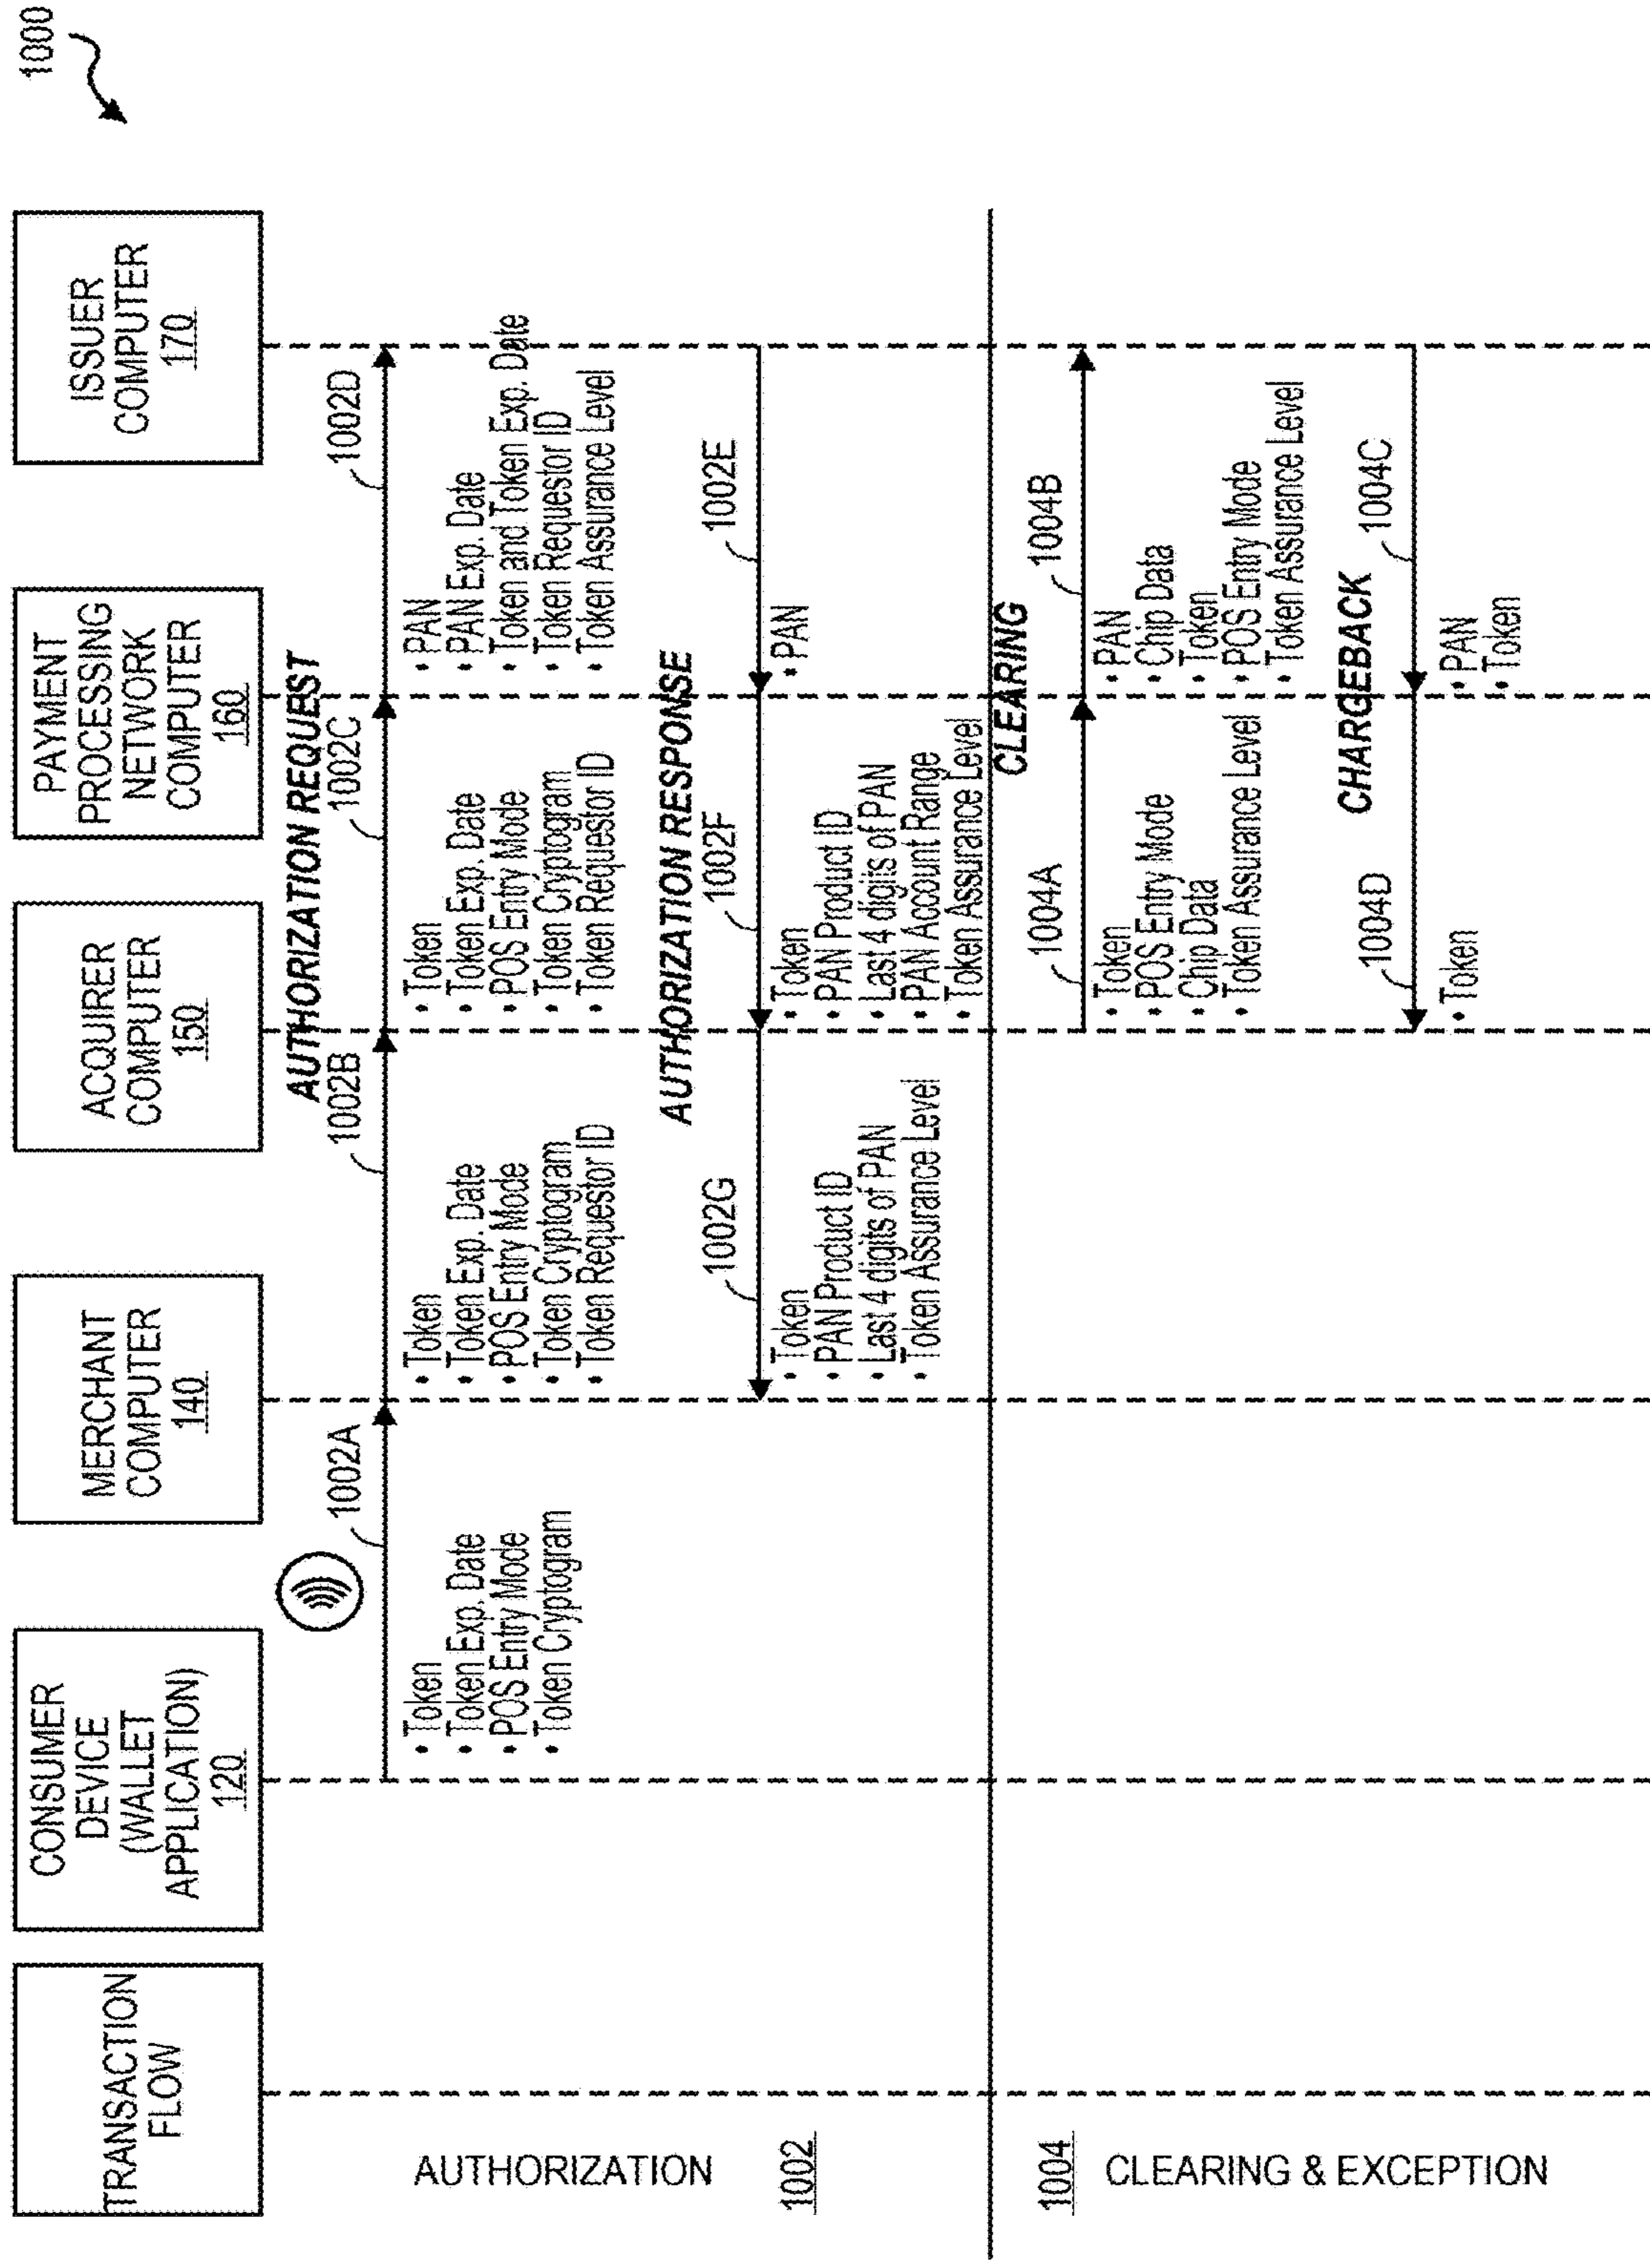 1000
TRANSACTION
FLOW
CONSUMER
DEVICE
(WALLET
APPLICATION)
120
MERCHANT
COMPUTER
140
ACQUIRER
COMPUTER
150
PAYMENT
PROCESSING
NETWORK
COMPUTER
160
ISSUER
COMPUTER
170
AUTHORIZATION
1002
AUTHORIZATION REQUEST
1002A
• Token
• Token Exp. Date
• POS Entry Mode
• Token Cryptogram
1002B
• Token
• Token Exp. Date
• POS Entry Mode
• Token Cryptogram
• Token Requestor ID
1002C
• Token
• Token Exp. Date
• POS Entry Mode
• Token Cryptogram
• Token Requestor ID
1002D
• PAN
• PAN Exp. Date
• Token and Token Exp. Date
• Token Requestor ID
• Token Assurance Level
AUTHORIZATION RESPONSE
1002G
• Token
• PAN Product ID
• Last 4 digits of PAN
• Token Assurance Level
1002F
• Token
• PAN Product ID
• Last 4 digits of PAN
• PAN Account Range
• Token Assurance Level
1002E
• PAN
1004
CLEARING & EXCEPTION
CLEARING
1004A
• Token
• POS Entry Mode
• Chip Data
• Token Assurance Level
1004B
• PAN
• Chip Data
• Token
• POS Entry Mode
• Token Assurance Level
CHARGEBACK
1004D
• Token
1004C
• PAN
• Token